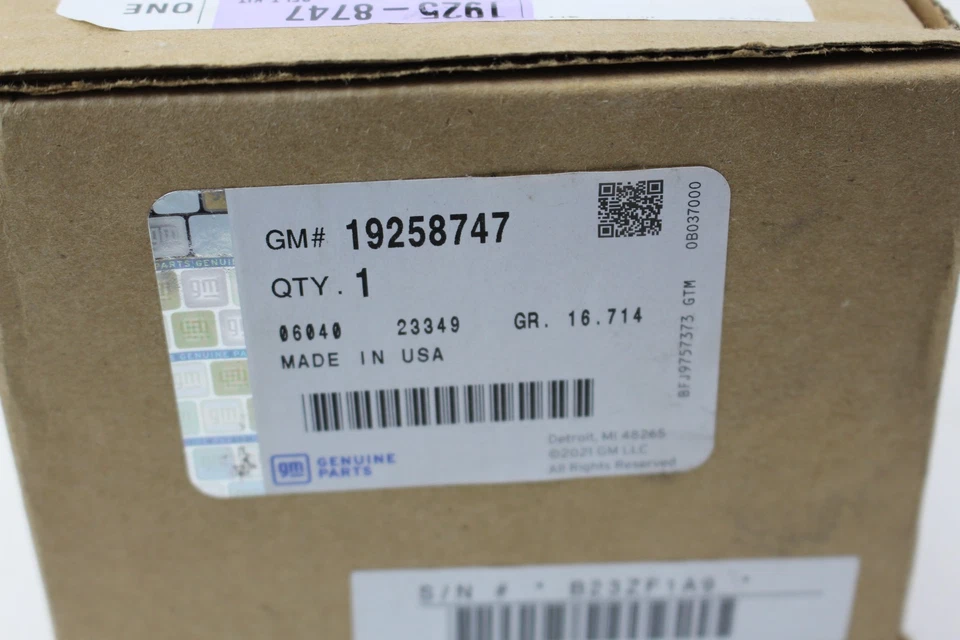 1925-8747
ONE
GM# 19258747
QTY. 1
06040 23349 GR. 16.714
MADE IN USA
gm GENUINE
PARTS
Detroit, MI 48265
©2021 GM LLC
All Rights Reserved
BFJ9757373 GTM 0B037000
S/N # * B23ZF1A9 *